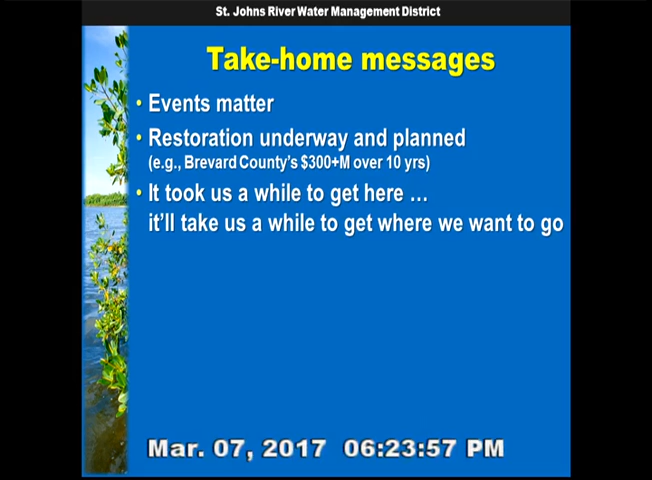 St. Johns River Water Management District
Take-home messages
• Events matter
• Restoration underway and planned
(e.g., Brevard County's $300+M over 10 yrs)
• It took us a while to get here ...
it'll take us a while to get where we want to go
Mar. 07, 2017 06:23:57 PM